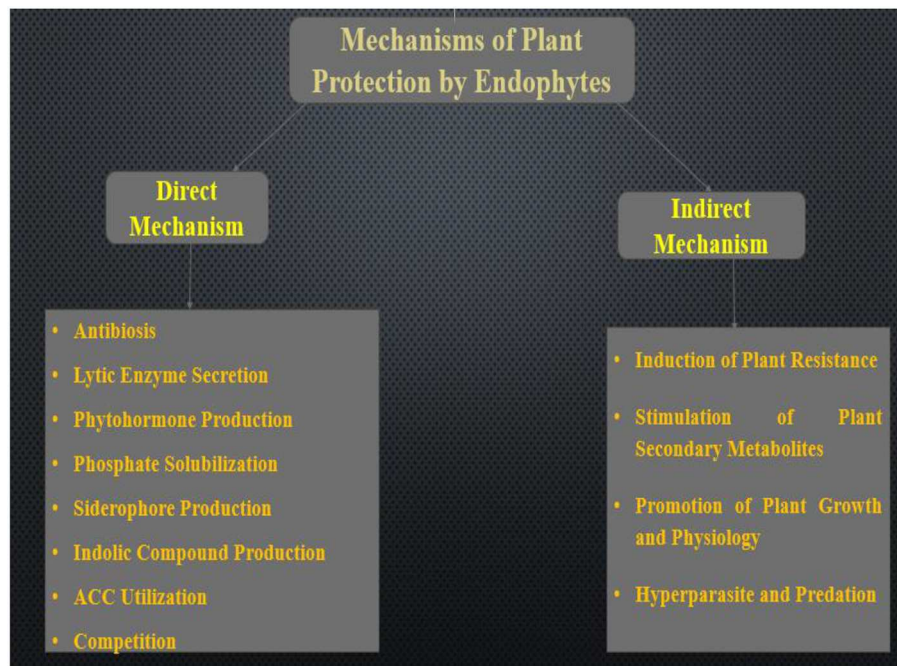 Mechanisms of Plant
Protection by Endophytes
Direct
Mechanism
Indirect
Mechanism
• Antibiosis
• Lytic Enzyme Secretion
• Phytohormone Production
• Phosphate Solubilization
• Siderophore Production
• Indolic Compound Production
• ACC Utilization
• Competition
• Induction of Plant Resistance
• Stimulation of Plant
Secondary Metabolites
• Promotion of Plant Growth
and Physiology
• Hyperparasite and Predation